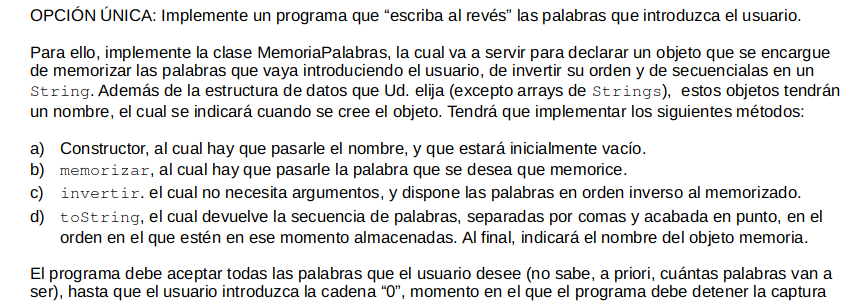 OPCIÓN ÚNICA: Implemente un programa que “escriba al revés” las palabras que introduzca el usuario.
Para ello, implemente la clase MemoriaPalabras, la cual va a servir para declarar un objeto que se encargue
de memorizar las palabras que vaya introduciendo el usuario, de invertir su orden y de secuencialas en un
String. Además de la estructura de datos que Ud. elija (excepto arrays de Strings), estos objetos tendrán
un nombre, el cual se indicará cuando se cree el objeto. Tendrá que implementar los siguientes métodos:
a) Constructor, al cual hay que pasarle el nombre, y que estará inicialmente vacío.
b) memorizar, al cual hay que pasarle la palabra que se desea que memorice.
c) invertir. el cual no necesita argumentos, y dispone las palabras en orden inverso al memorizado.
d) toString, el cual devuelve la secuencia de palabras, separadas por comas y acabada en punto, en el
orden en el que estén en ese momento almacenadas. Al final, indicará el nombre del objeto memoria.
El programa debe aceptar todas las palabras que el usuario desee (no sabe, a priori, cuántas palabras van a
ser), hasta que el usuario introduzca la cadena “0”, momento en el que el programa debe detener la captura